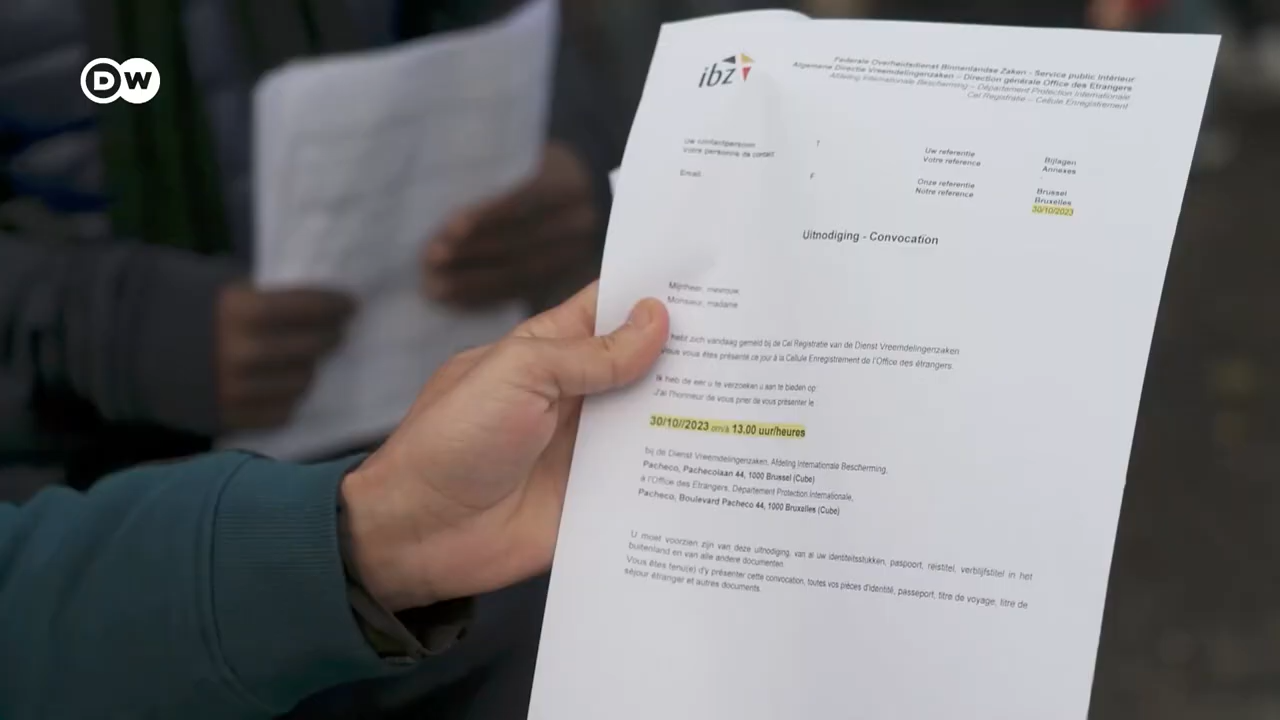 DW
ibz
Federale Overheidsdienst Binnenlandse Zaken - Service public Intérieur
Algemene Directie Vreemdelingenzaken – Direction générale Office des Etrangers
Afdeling Internationale Bescherming – Département Protection Internationale
Cel Registratie – Cellule Enregistrement
Uw contactpersoon
Votre personne de contact
T
Uw referentie
Votre reference
Bijlagen
Annexes
-
Email:
F
Onze referentie
Notre reference
Brussel
Bruxelles
30/10/2023
Uitnodiging - Convocation
Mijnheer, mevrouw,
Monsieur, madame
hebt zich vandaag gemeld bij de Cel Registratie van de Dienst Vreemdelingenzaken
Vous vous êtes présenté ce jour à la Cellule Enregistrement de l'Office des étrangers.
Ik heb de eer u te verzoeken u aan te bieden op:
J'ai l'honneur de vous prier de vous présenter le
30/10//2023 om/à 13.00 uur/heures
bij de Dienst Vreemdelingenzaken, Afdeling Internationale Bescherming,
Pacheco, Pachecolaan 44, 1000 Brussel (Cube)
à l'Office des Etrangers, Département Protection Internationale,
Pacheco, Boulevard Pacheco 44, 1000 Bruxelles (Cube)
U moet voorzien zijn van deze uitnodiging, van al uw identiteitsstukken, paspoort, reistitel, verblijfstitel in het
buitenland en van alle andere documenten.
Vous êtes tenu(e) d'y présenter cette convocation, toutes vos pièces d'identité, passeport, titre de voyage, titre de
séjour étranger et autres documents.